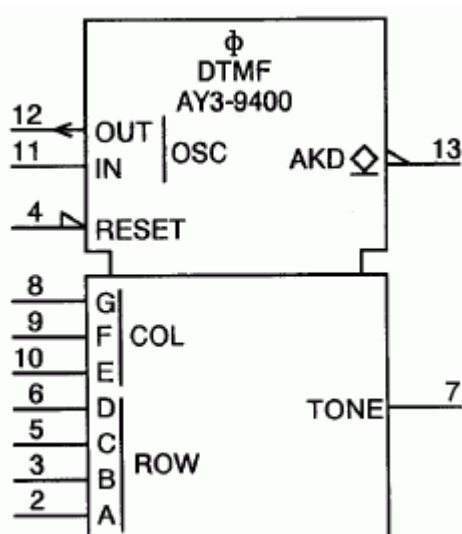 Φ
DTMF
AY3-9400
12 OUT
11 IN OSC
AKD 13
4 RESET
8 G
9 F COL
10 E
6 D
TONE 7
5 C
3 B ROW
2 A